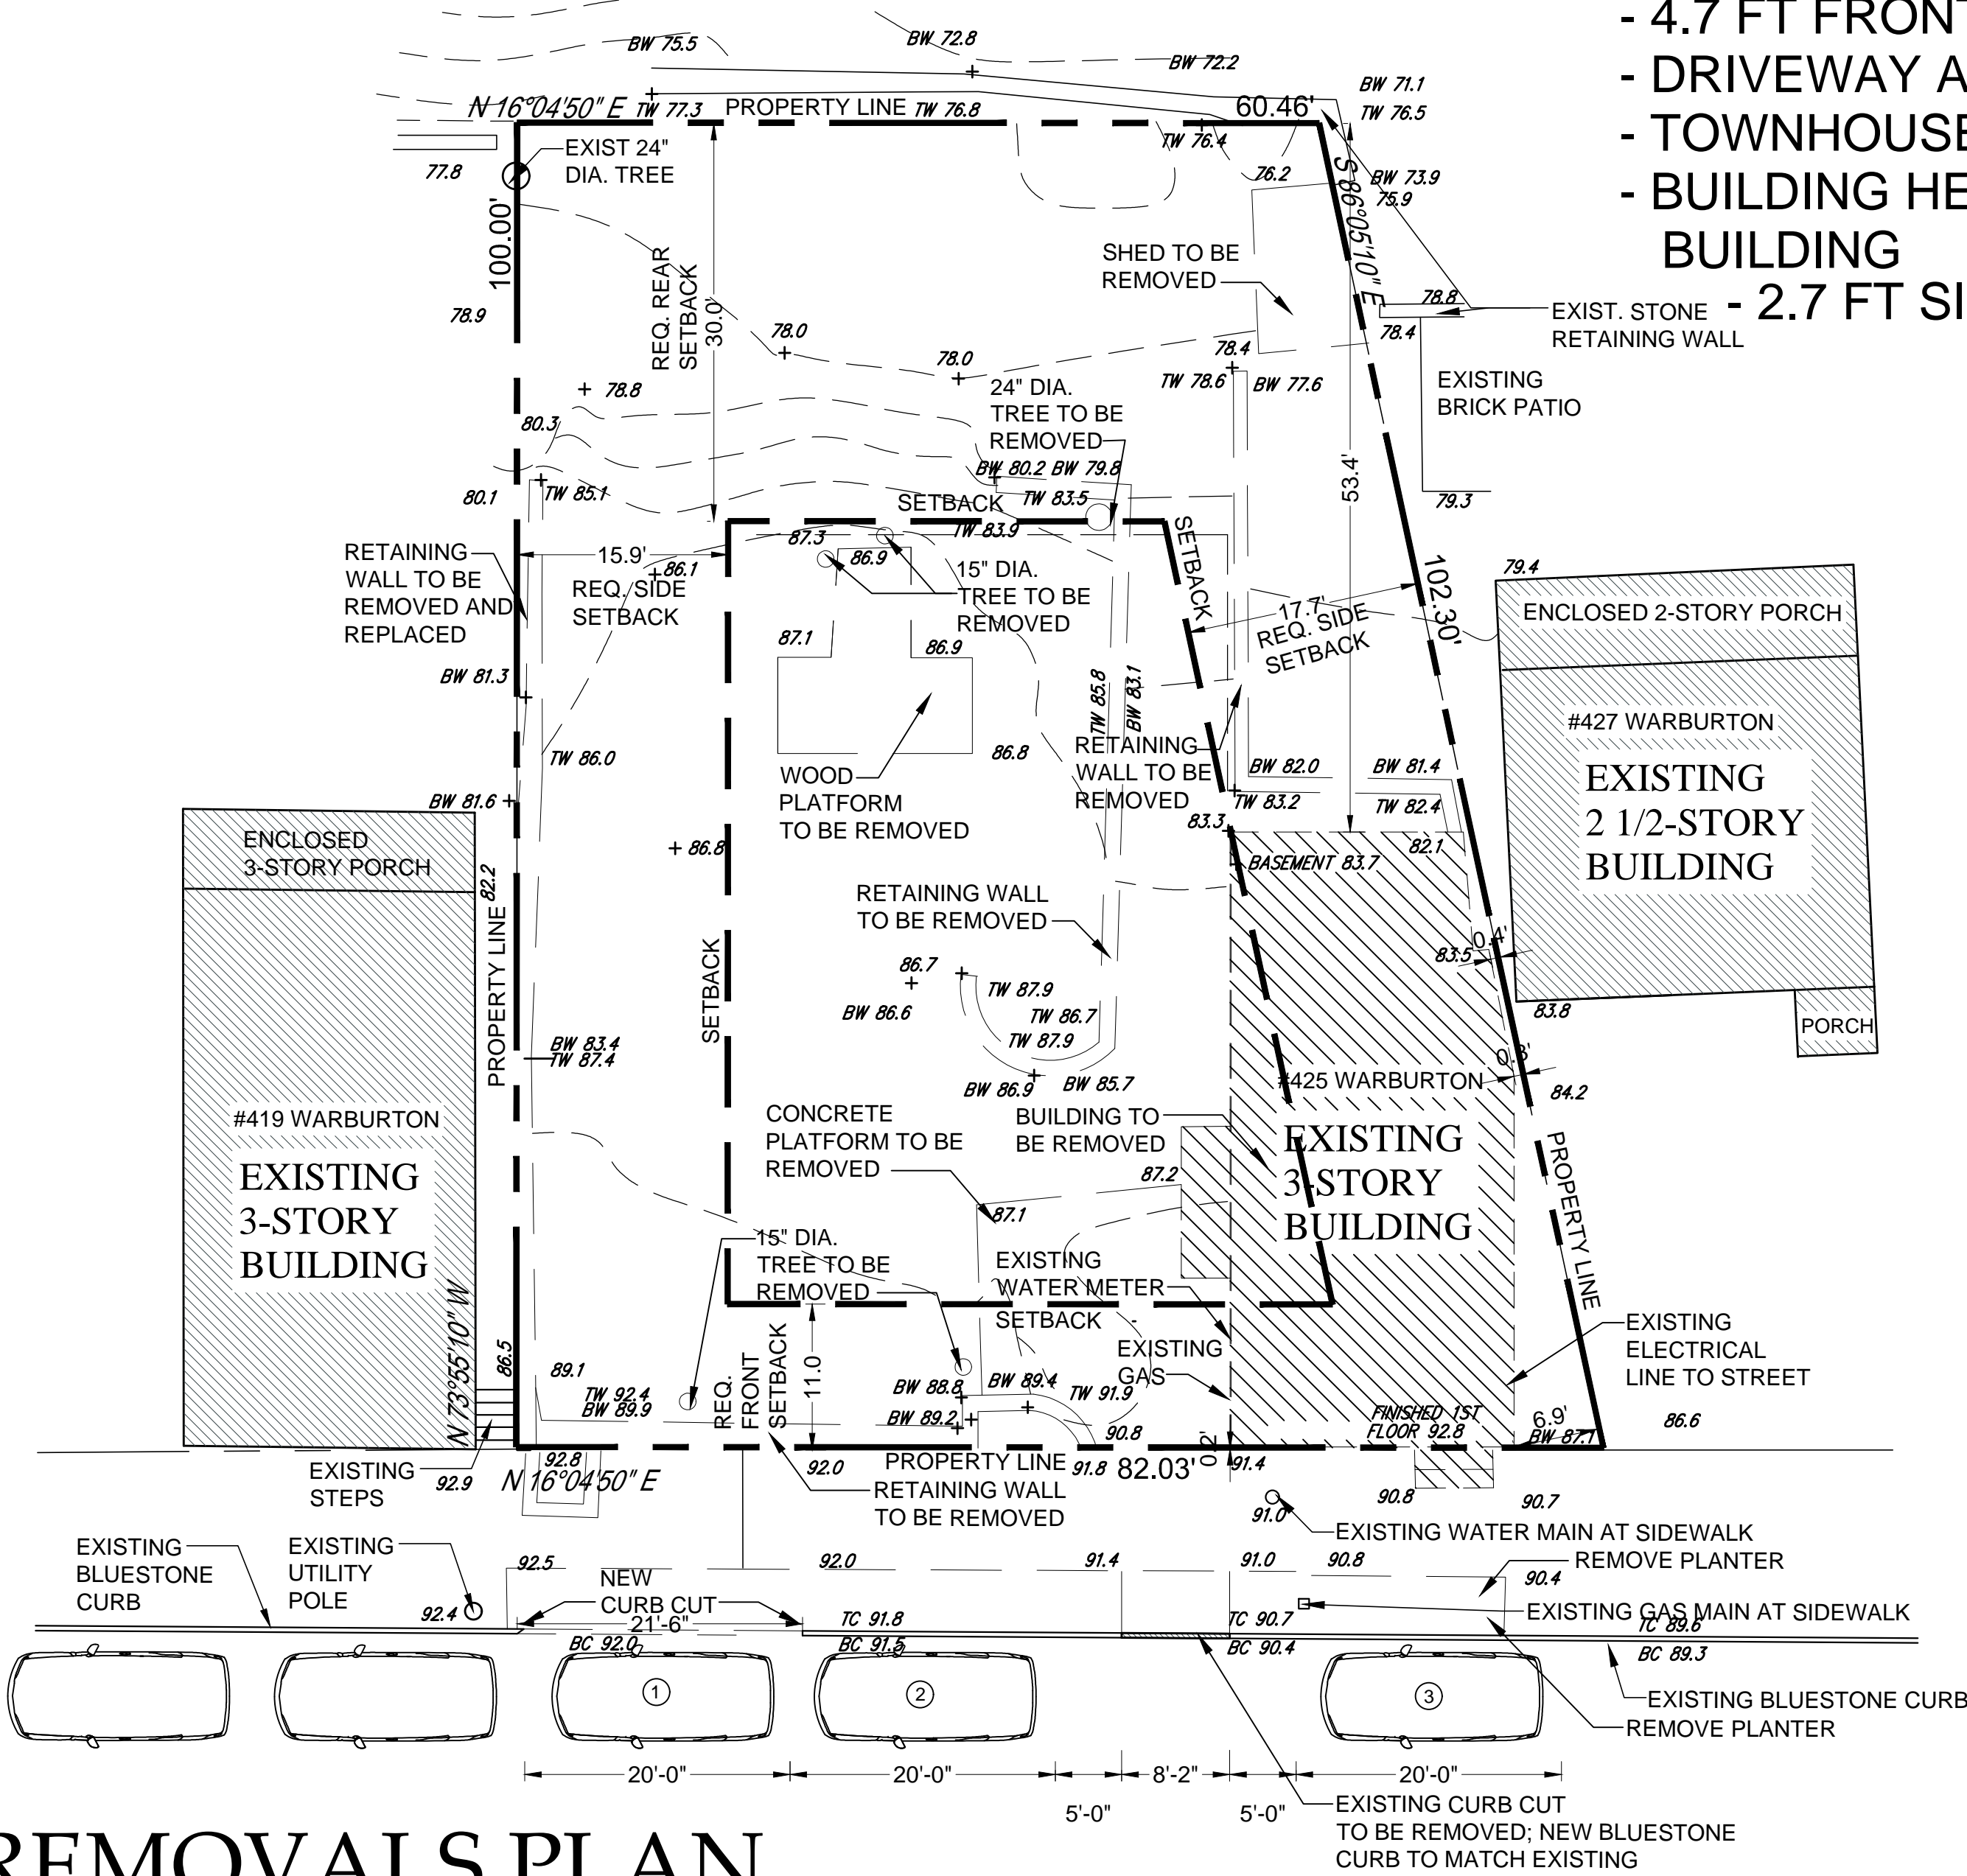 - 4.7 FT FRONT
- DRIVEWAY A
- TOWNHOUSE
- BUILDING HE
BUILDING
- 2.7 FT SI
BW 75.5
BW 72.8
BW 72.2
BW 71.1
TW 76.5
N 16°04'50" E
TW 77.3
PROPERTY LINE
TW 76.8
60.46'
TW 76.4
EXIST 24"
DIA. TREE
77.8
76.2
BW 73.9
75.9
S 86°05'10" E
100.00'
REQ. REAR
SETBACK
30.0'
SHED TO BE
REMOVED
78.9
78.0
78.0
78.8
78.4
EXIST. STONE
RETAINING WALL
78.4
TW 78.6
BW 77.6
EXISTING
BRICK PATIO
78.8
80.3
24" DIA.
TREE TO BE
REMOVED
53.4'
80.1
TW 85.1
BW 80.2
BW 79.8
TW 83.5
79.3
SETBACK
TW 83.9
SETBACK
RETAINING
WALL TO BE
REMOVED AND
REPLACED
15.9'
REQ. SIDE
SETBACK
86.1
87.3
86.9
15" DIA.
TREE TO BE
REMOVED
17.7'
REQ. SIDE
SETBACK
102.30'
79.4
ENCLOSED 2-STORY PORCH
87.1
86.9
BW 81.3
TW 85.8
BW 83.1
#427 WARBURTON
EXISTING
2 1/2-STORY
BUILDING
TW 86.0
86.8
WOOD
PLATFORM
TO BE REMOVED
RETAINING
WALL TO BE
REMOVED
BW 82.0
BW 81.4
TW 83.2
TW 82.4
BW 81.6
83.3
82.1
BASEMENT 83.7
ENCLOSED
3-STORY PORCH
86.8
82.2
PROPERTY LINE
SETBACK
RETAINING WALL
TO BE REMOVED
0.4'
83.5
86.7
TW 87.9
BW 86.6
TW 86.7
TW 87.9
83.8
PORCH
BW 83.4
TW 87.4
BW 86.9
BW 85.7
#425 WARBURTON
84.2
#419 WARBURTON
EXISTING
3-STORY
BUILDING
CONCRETE
PLATFORM TO BE
REMOVED
BUILDING TO
BE REMOVED
EXISTING
3-STORY
BUILDING
PROPERTY LINE
87.2
87.1
15" DIA.
TREE TO BE
REMOVED
EXISTING
WATER METER
SETBACK
N 73°55'10" W
86.5
89.1
TW 92.4
BW 89.9
REQ.
FRONT
SETBACK
11.0
EXISTING
GAS
EXISTING
ELECTRICAL
LINE TO STREET
BW 88.8
BW 89.4
TW 91.9
BW 89.2
90.8
FINISHED 1ST
FLOOR 92.8
6.9'
BW 87.1
86.6
EXISTING
STEPS
92.8
92.9
N 16°04'50" E
92.0
PROPERTY LINE
91.8
82.03'
0.2'
91.4
RETAINING WALL
TO BE REMOVED
91.0
90.8
90.7
EXISTING WATER MAIN AT SIDEWALK
EXISTING
BLUESTONE
CURB
EXISTING
UTILITY
POLE
92.5
92.0
91.4
91.0
90.8
REMOVE PLANTER
90.4
NEW
CURB CUT
21'-6"
92.4
TC 91.8
TC 90.7
EXISTING GAS MAIN AT SIDEWALK
TC 89.6
BC 92.0
BC 91.5
BC 90.4
BC 89.3
1
2
3
EXISTING BLUESTONE CURB
REMOVE PLANTER
20'-0"
20'-0"
8'-2"
20'-0"
5'-0"
5'-0"
EXISTING CURB CUT
TO BE REMOVED; NEW BLUESTONE
CURB TO MATCH EXISTING
REMOVALS PLAN